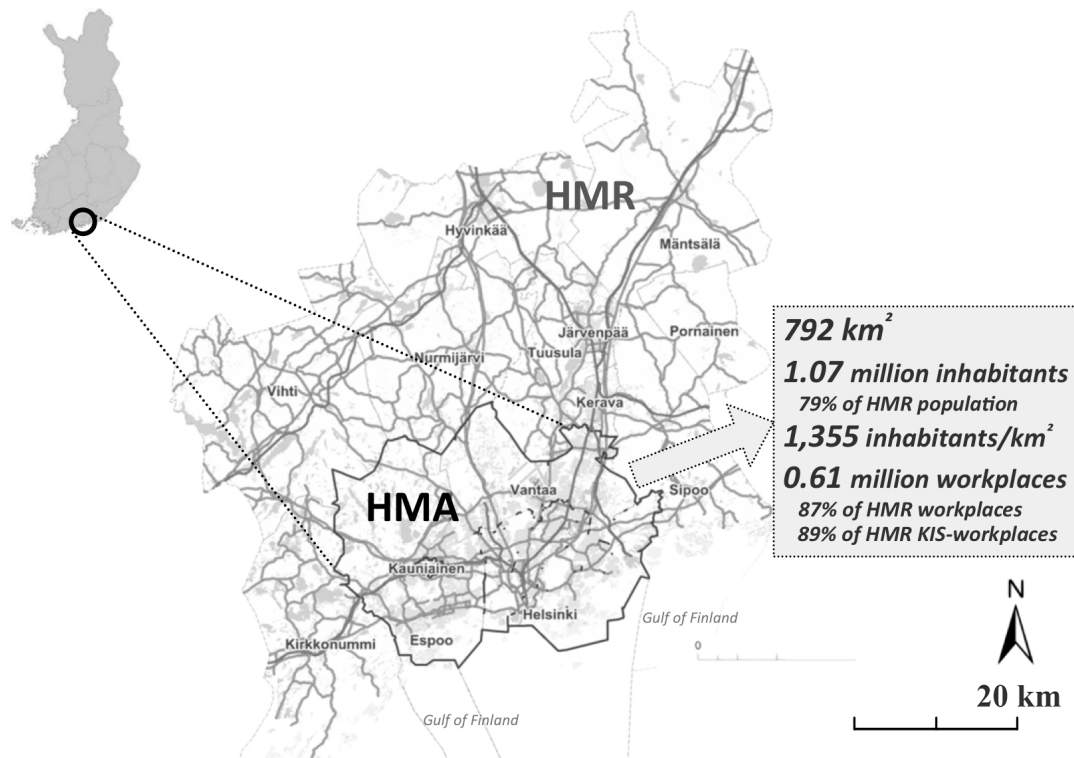 HMR
Hyvinkää
Mäntsälä
Järvenpää
Pornainen
Tuusula
Nurmijärvi
Vihti
Kerava
792 km²
1.07 million inhabitants
79% of HMR population
1,355 inhabitants/km²
0.61 million workplaces
87% of HMR workplaces
89% of HMR KIS-workplaces
HMA
Vantaa
Sipoo
Kauniainen
Helsinki
Gulf of Finland
Espoo
Kirkkonummi
Gulf of Finland
0
N
20 km